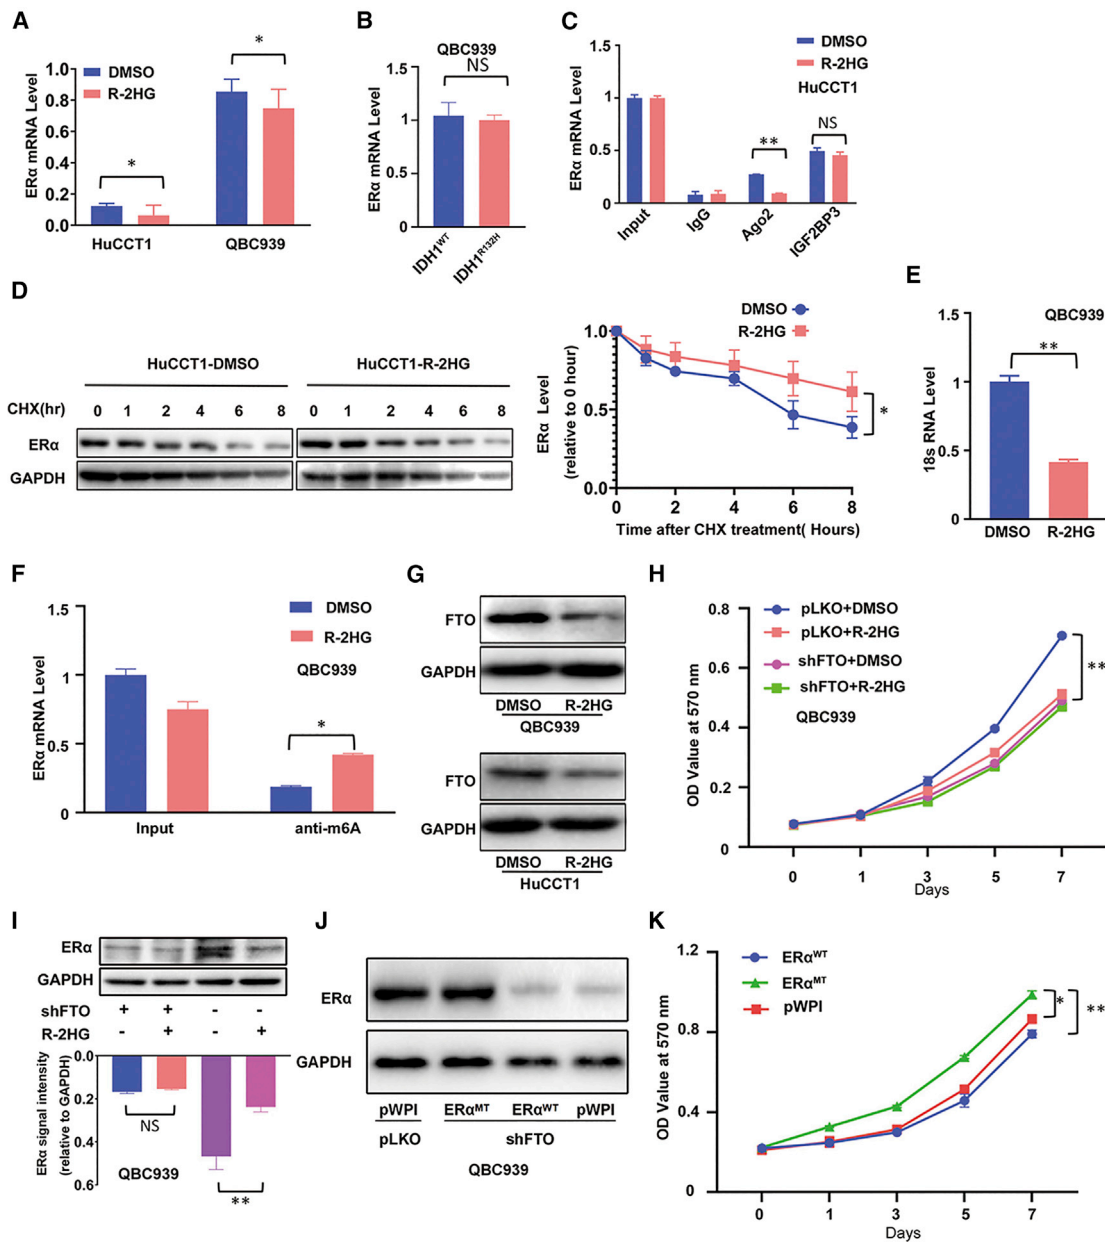 A
ERα mRNA Level
1.0
0.8
0.6
0.4
0.2
0.0
DMSO
R-2HG
*
*
HuCCT1
QBC939
B
QBC939
NS
ERα mRNA Level
1.5
1
0.5
0
IDH1WT
IDH1R132H
C
DMSO
R-2HG
HuCCT1
ERα mRNA Level
1.5
1.0
0.5
0
**
NS
Input
IgG
Ago2
IGF2BP3
D
HuCCT1-DMSO
HuCCT1-R-2HG
CHX(hr) 0 1 2 4 6 8 0 1 2 4 6 8
ERα
GAPDH
DMSO
R-2HG
ERα Level
(relative to 0 hour)
1.0
0.5
0.0
*
0 2 4 6 8
Time after CHX treatment( Hours)
E
QBC939
18s RNA Level
1.5
1
0.5
0
**
DMSO R-2HG
F
ERα mRNA Level
1.5
1
0.5
0
DMSO
R-2HG
QBC939
*
Input
anti-m6A
G
FTO
GAPDH
DMSO R-2HG
QBC939
FTO
GAPDH
DMSO R-2HG
HuCCT1
H
OD Value at 570 nm
0.8
0.6
0.4
0.2
0
pLKO+DMSO
pLKO+R-2HG
shFTO+DMSO
shFTO+R-2HG
QBC939
**
0 1 3 5 7
Days
I
ERα
GAPDH
shFTO + + - -
R-2HG - + - +
ERα signal intensity
(relative to GAPDH)
0.0
0.2
0.4
0.6
NS
QBC939
**
J
ERα
GAPDH
pWPI ERαMT ERαWT pWPI
pLKO shFTO
QBC939
K
OD Value at 570 nm
1.2
0.8
0.4
0
ERαWT
ERαMT
pWPI
*
**
0 1 3 5 7
Days